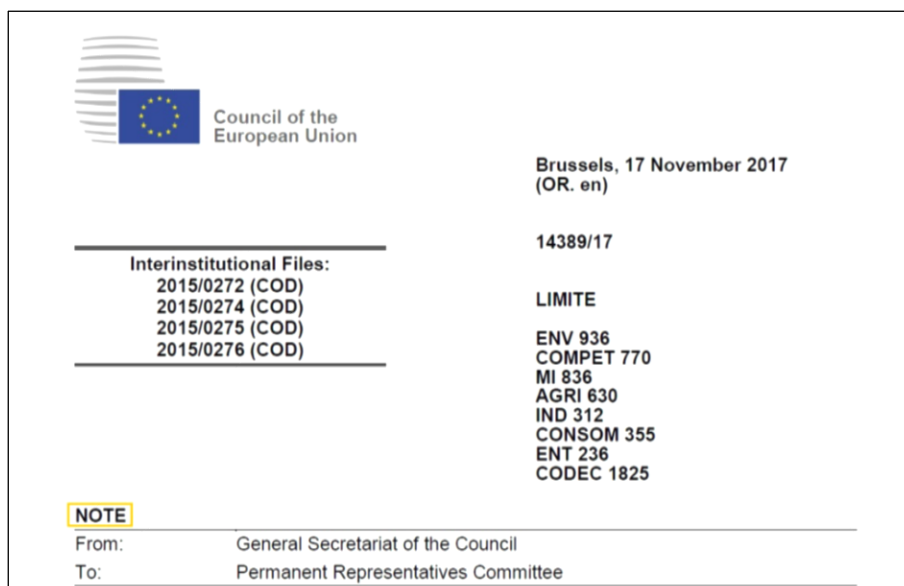 Council of the
European Union
Brussels, 17 November 2017
(OR. en)
14389/17
Interinstitutional Files:
2015/0272 (COD)
2015/0274 (COD)
2015/0275 (COD)
2015/0276 (COD)
LIMITE
ENV 936
COMPET 770
MI 836
AGRI 630
IND 312
CONSOM 355
ENT 236
CODEC 1825
NOTE
From: General Secretariat of the Council
To: Permanent Representatives Committee